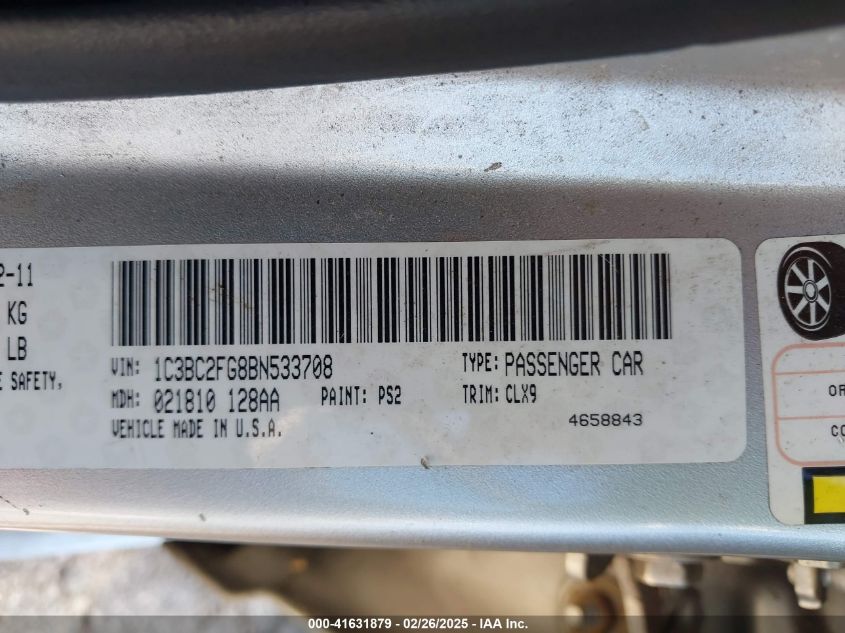 2-11
KG
LB
E SAFETY,
VIN: 1C3BC2FG8BN533708
TYPE: PASSENGER CAR
MDH: 021810 128AA
PAINT: PS2
TRIM: CLX9
VEHICLE MADE IN U.S.A.
4658843
OR
CO
000-41631879 - 02/26/2025 - IAA Inc.